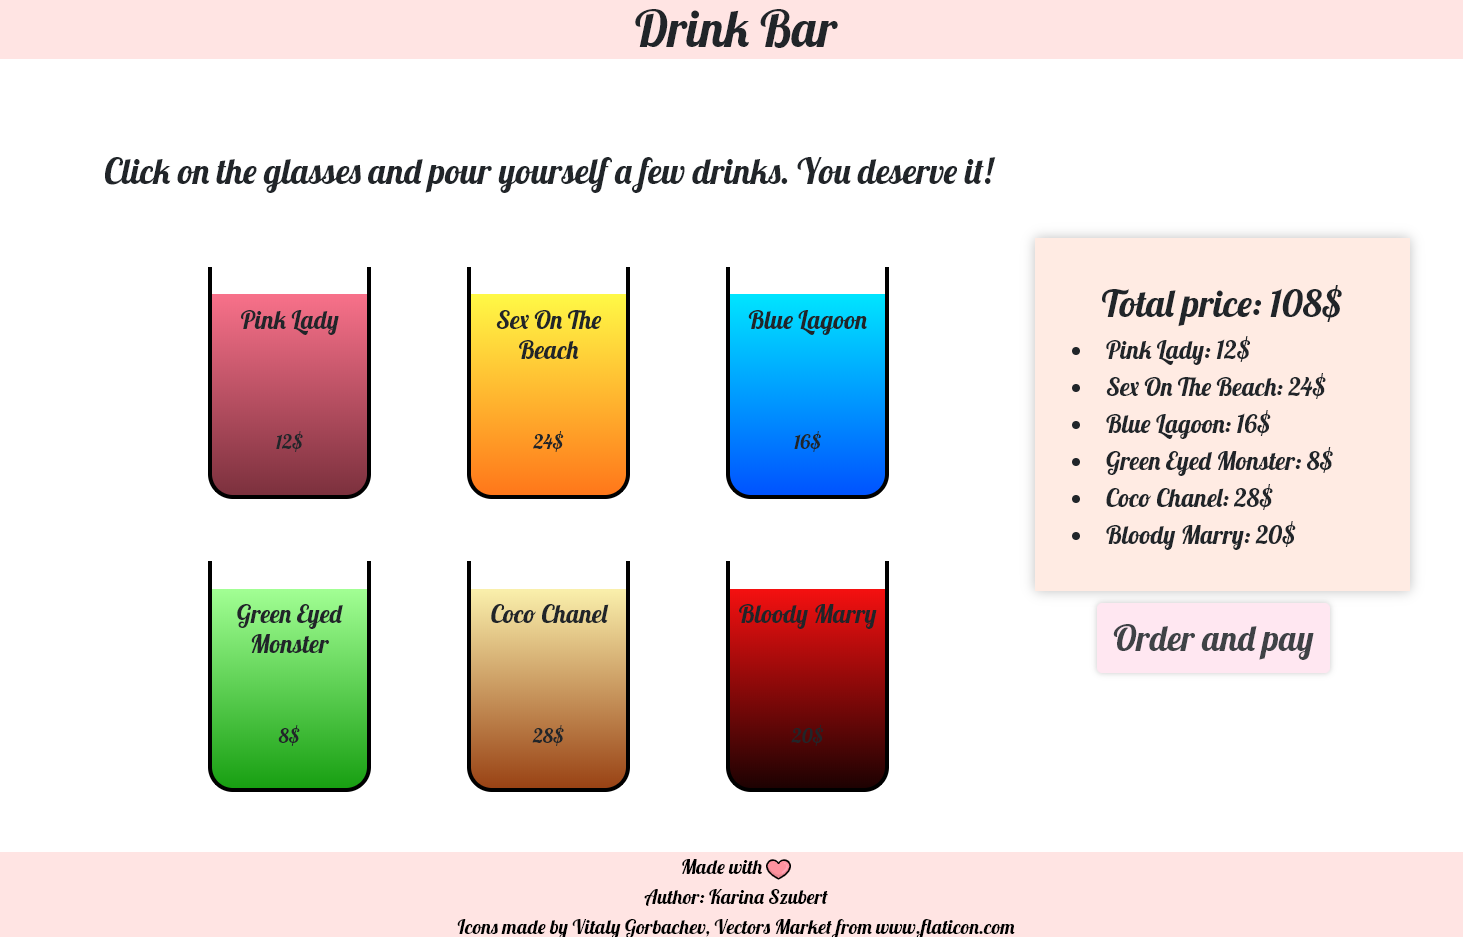 Drink Bar
Click on the glasses and pour yourself a few drinks. You deserve it!
Pink Lady
12$
Sex On The
Beach
24$
Blue Lagoon
16$
Green Eyed
Monster
8$
Coco Chanel
28$
Bloody Marry
20$
Total price: 108$
Pink Lady: 12$
Sex On The Beach: 24$
Blue Lagoon: 16$
Green Eyed Monster: 8$
Coco Chanel: 28$
Bloody Marry: 20$
Order and pay
Made with
Author: Karina Szubert
Icons made by Vitaly Gorbachev, Vectors Market from www.flaticon.com